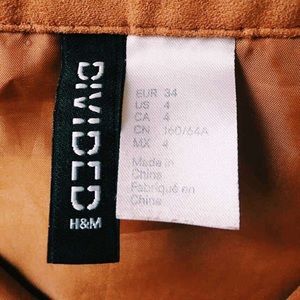 DIVIDED
H&M
EUR 34
US 4
CA 4
CN 160/64A
MX 4
Made in
China
Fabriqué en
Chine